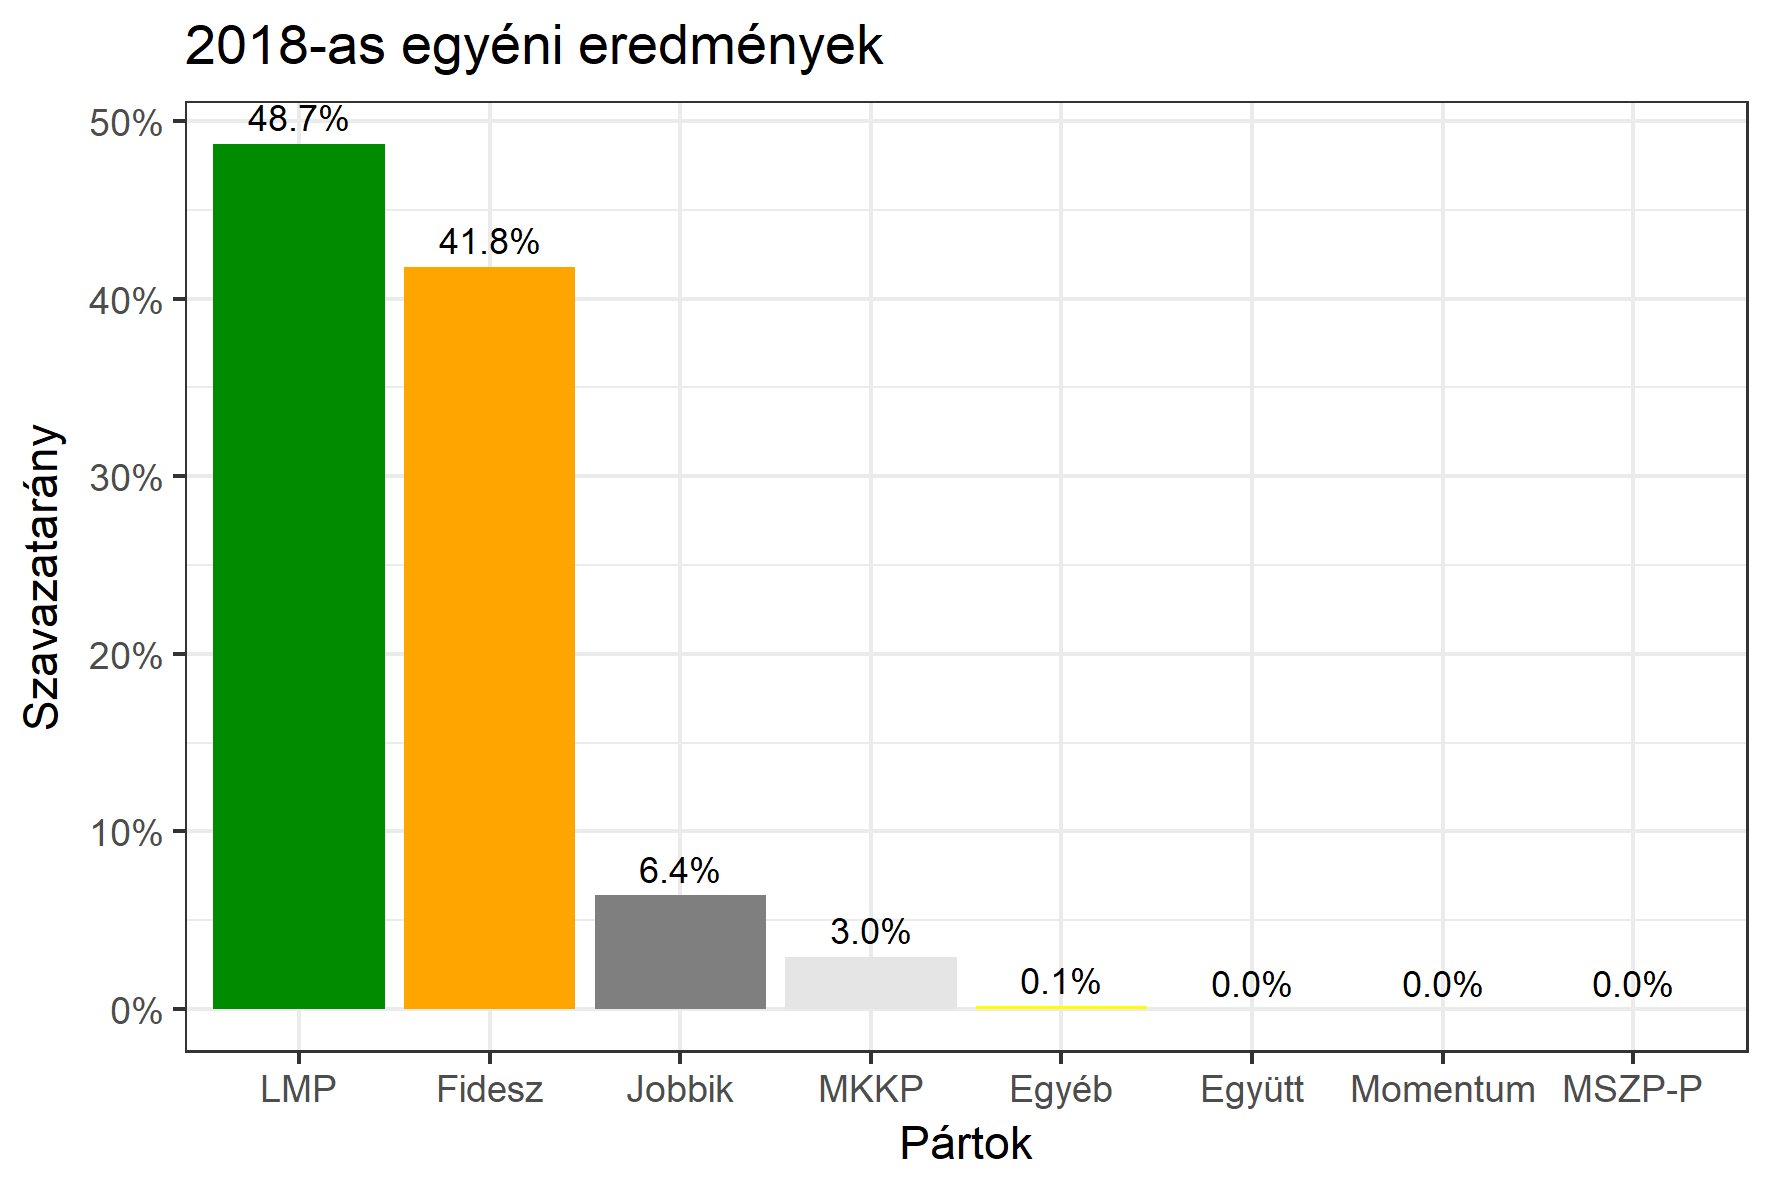 2018-as egyéni eredmények
Szavazatarány
50%
40%
30%
20%
10%
0%
48.7%
41.8%
6.4%
3.0%
0.1%
0.0%
0.0%
0.0%
LMP
Fidesz
Jobbik
MKKP
Egyéb
Együtt
Momentum
MSZP-P
Pártok